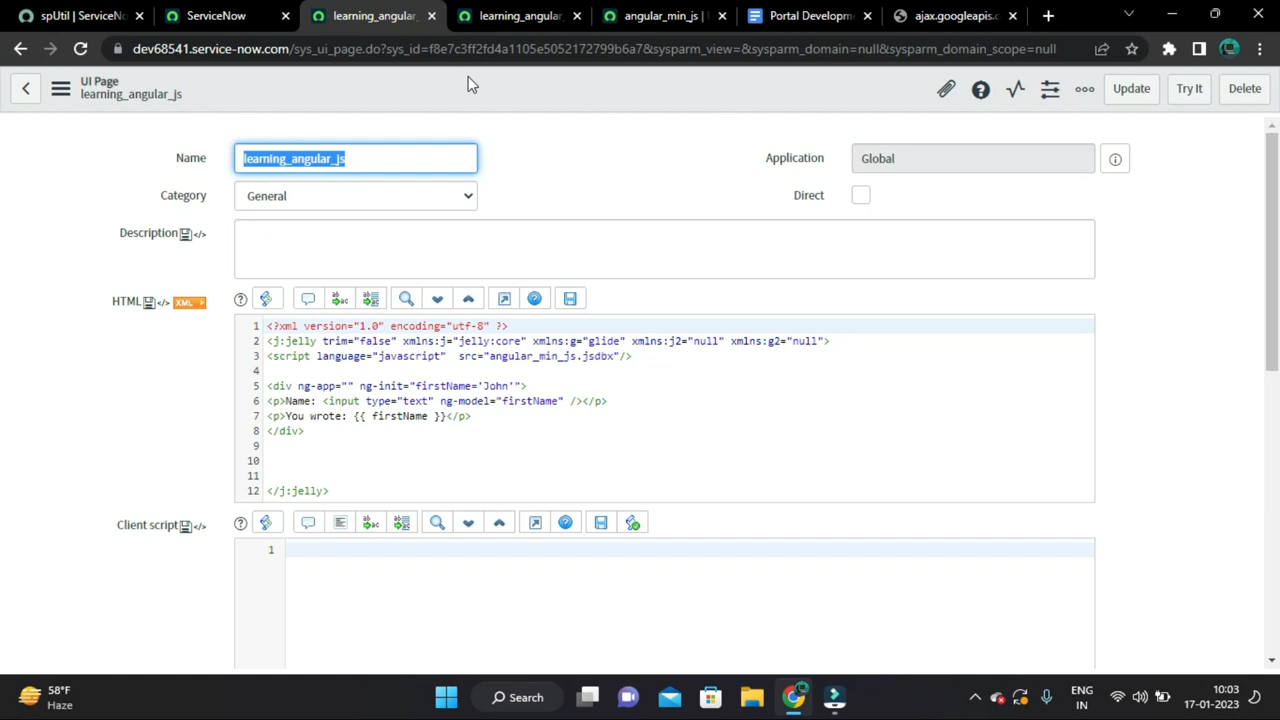 spUtil | ServiceNo
ServiceNow
learning_angular_
learning_angular_
angular_min_js | U
Portal Developm
ajax.googleapis.c
dev68541.service-now.com/sys_ui_page.do?sys_id=f8e7c3ff2fd4a1105e5052172799b6a7&sysparm_view=&sysparm_domain=null&sysparm_domain_scope=null
UI Page
learning_angular_js
Update
Try It
Delete
Name
learning_angular_js
Application
Global
Category
General
Direct
Description
HTML
XML
1 <?xml version="1.0" encoding="utf-8" ?>
2 <j:jelly trim="false" xmlns:j="jelly:core" xmlns:g="glide" xmlns:j2="null" xmlns:g2="null">
3 <script language="javascript"  src="angular_min_js.jsdbx"/>
4
5 <div ng-app="" ng-init="firstName='John'">
6 <p>Name: <input type="text" ng-model="firstName" /></p>
7 <p>You wrote: {{ firstName }}</p>
8 </div>
9
10
11
12 </j:jelly>
Client script
1
58°F
Haze
Search
ENG
IN
10:03
17-01-2023